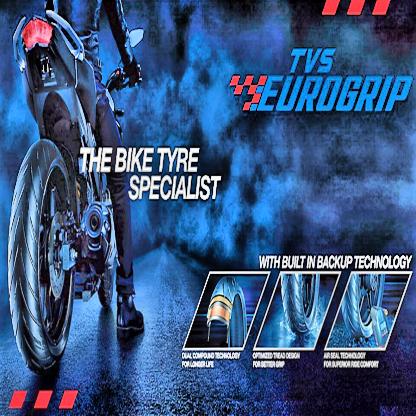 TVS
EUROGRIP
THE BIKE TYRE
SPECIALIST
WITH BUILT IN BACKUP TECHNOLOGY
DUAL COMPOUND TECHNOLOGY
FOR LONGER LIFE
OPTIMIZED TREAD DESIGN
FOR BETTER GRIP
AIR SEAL TECHNOLOGY
FOR SUPERIOR RIDE COMFORT